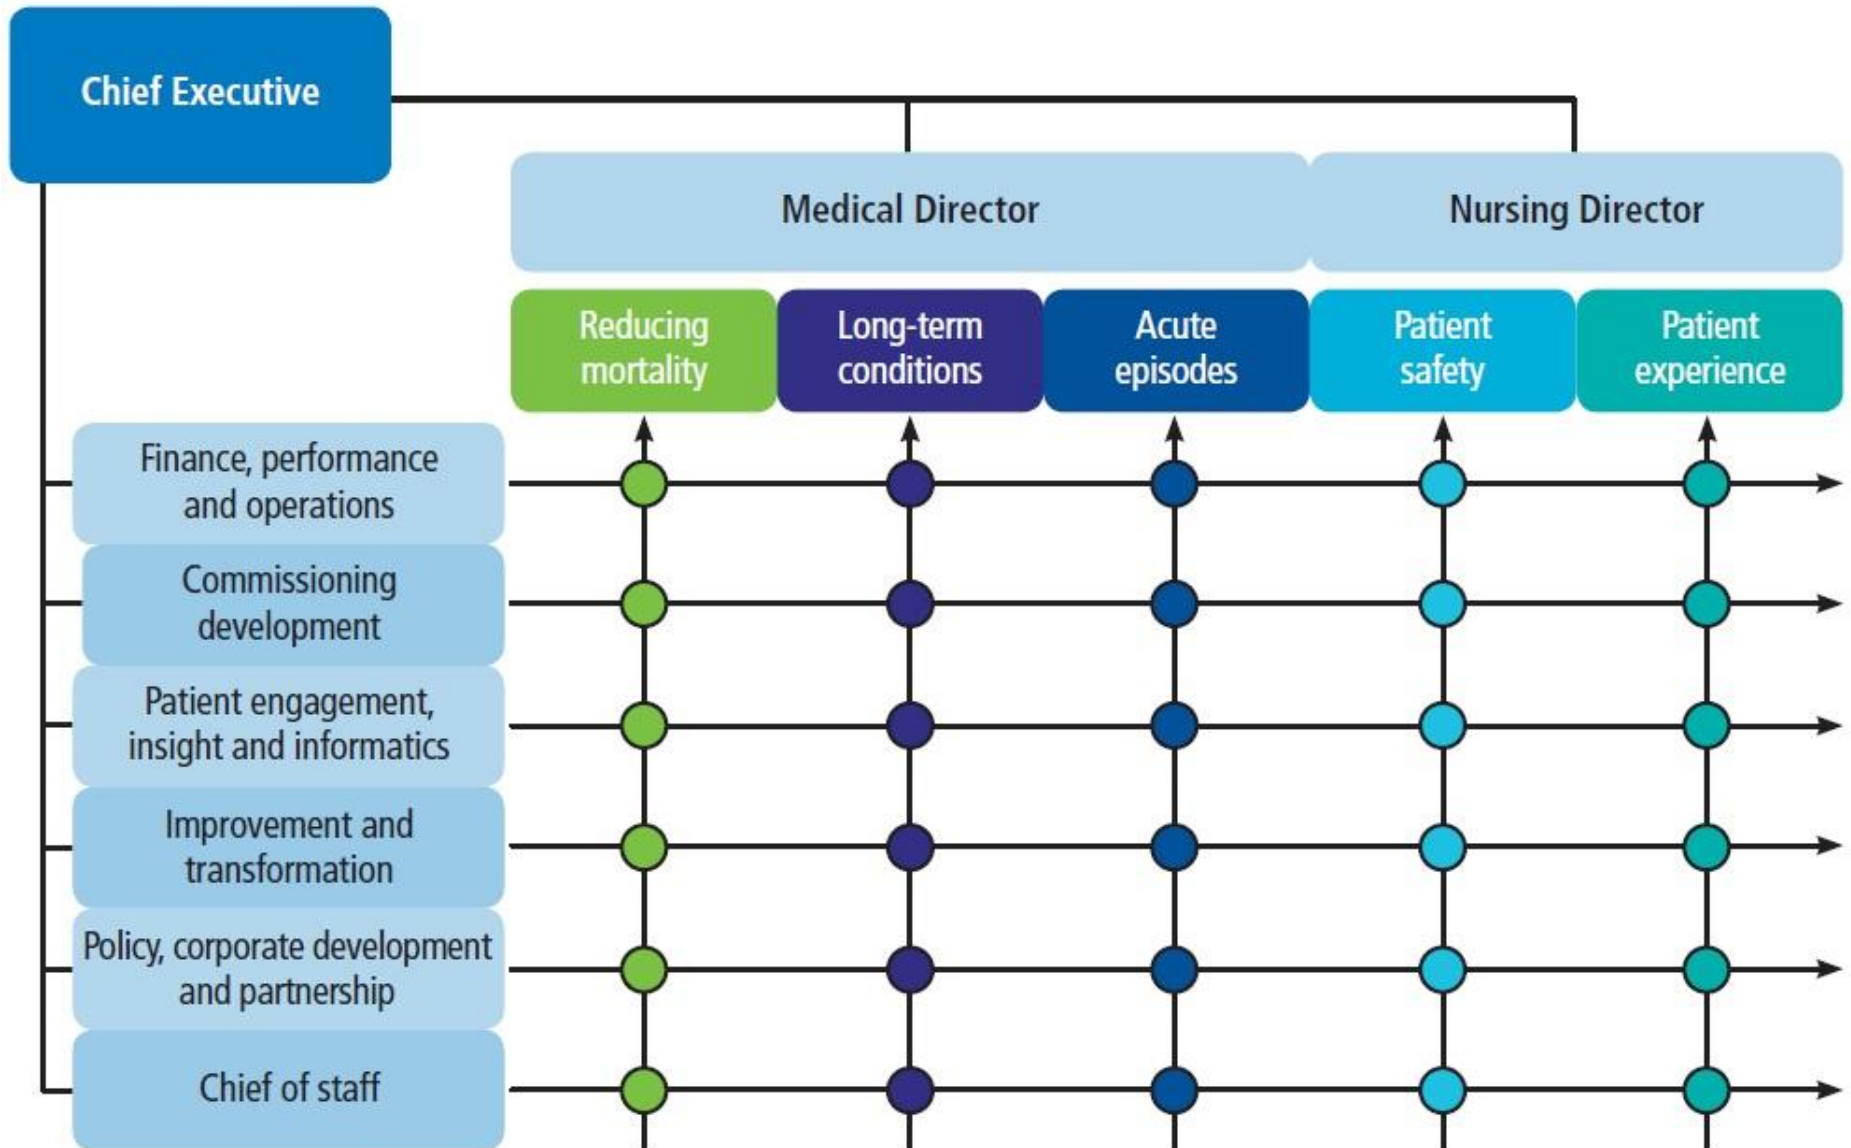 Chief Executive
Medical Director
Nursing Director
Reducing
mortality
Long-term
conditions
Acute
episodes
Patient
safety
Patient
experience
Finance, performance
and operations
Commissioning
development
Patient engagement,
insight and informatics
Improvement and
transformation
Policy, corporate development
and partnership
Chief of staff